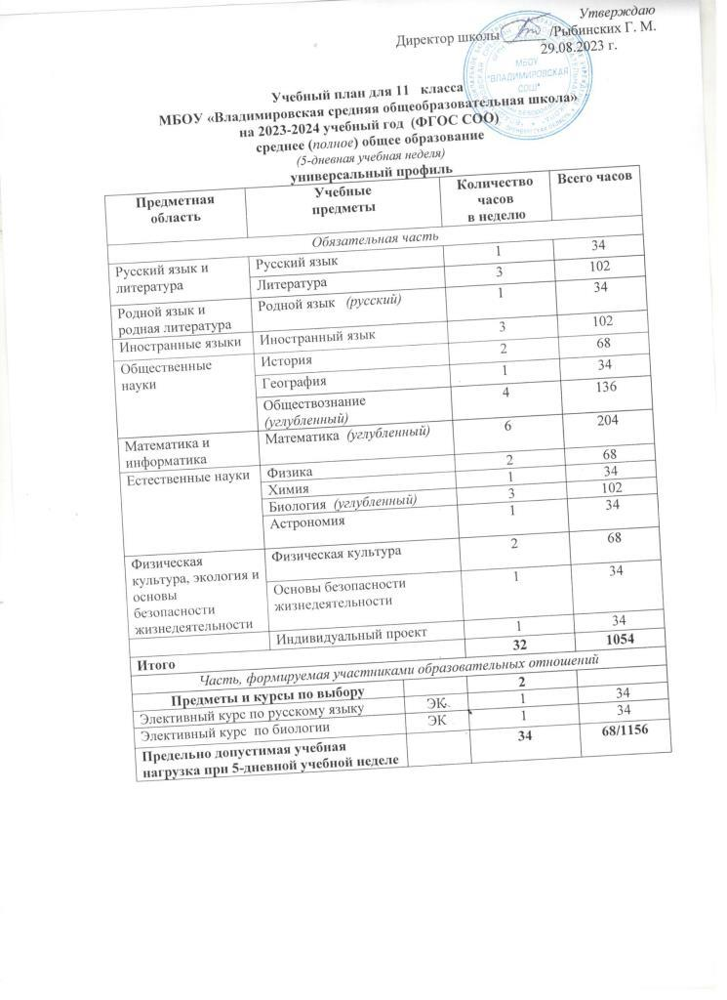 Утверждаю
Директор школы /Рыбинских Г. М.
29.08.2023 г.
МБОУ
"ВЛАДИМИРОВСКАЯ
СОШ"
Учебный план для 11 класса
МБОУ «Владимировская средняя общеобразовательная школа»
на 2023-2024 учебный год (ФГОС СОО)
среднее (полное) общее образование
(5-дневная учебная неделя)
универсальный профиль
Предметная область Учебные предметы Количество часов в неделю Всего часов
Обязательная часть
Русский язык и литература Русский язык 1 34
Литература 3 102
Родной язык и родная литература Родной язык (русский) 1 34
Иностранные языки Иностранный язык 3 102
Общественные науки История 2 68
География 1 34
Обществознание (углубленный) 4 136
Математика и информатика Математика (углубленный) 6 204
Естественные науки Физика 2 68
Химия 1 34
Биология (углубленный) 3 102
Астрономия 1 34
Физическая культура, экология и основы безопасности жизнедеятельности Физическая культура 2 68
Основы безопасности жизнедеятельности 1 34
Индивидуальный проект 1 34
Итого 32 1054
Часть, формируемая участниками образовательных отношений
Предметы и курсы по выбору 2
Элективный курс по русскому языку ЭК 1 34
Элективный курс по биологии ЭК 1 34
Предельно допустимая учебная нагрузка при 5-дневной учебной неделе 34 68/1156